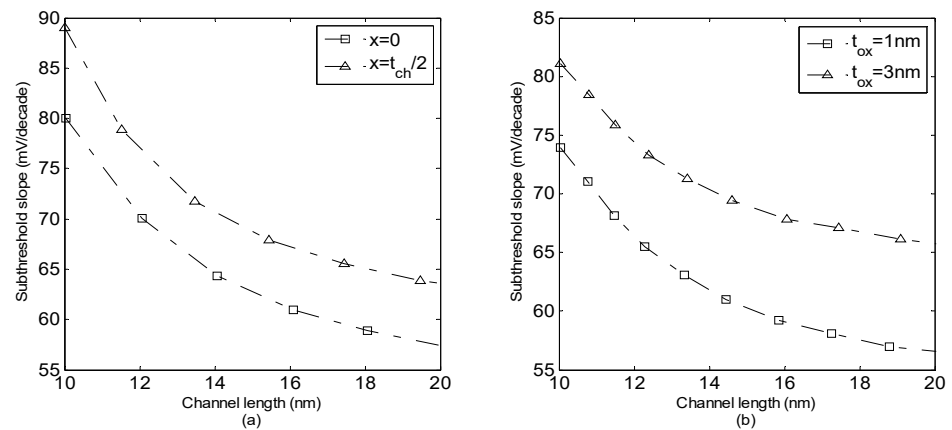 90
85
80
75
70
65
60
55
Subthreshold slope (mV/decade)
x=0
x=t_ch/2
10 12 14 16 18 20
Channel length (nm)
(a)
85
80
75
70
65
60
55
Subthreshold slope (mV/decade)
t_ox=1nm
t_ox=3nm
10 12 14 16 18 20
Channel length (nm)
(b)